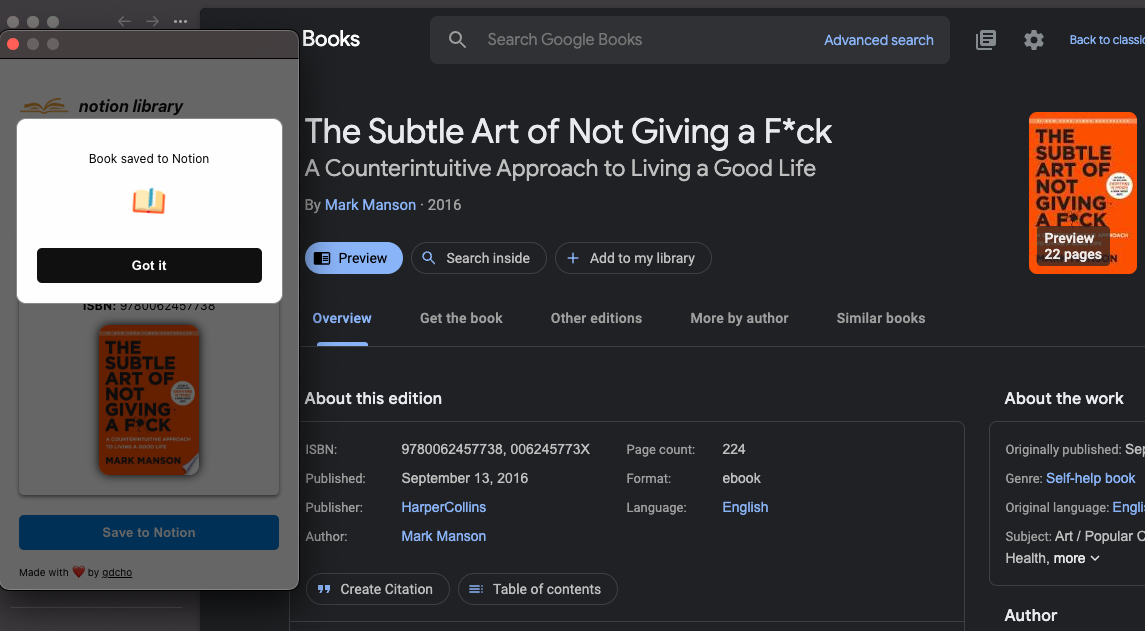 notion library
Book saved to Notion
Got it
ISBN: 9780062457738
THE
SUBTLE
ART OF
NOT
GIVING
A F*CK
A COUNTERINTUITIVE APPROACH
TO LIVING A GOOD LIFE
MARK MANSON
Save to Notion
Made with ❤️ by gdcho
Books
Search Google Books
Advanced search
Back to classic
The Subtle Art of Not Giving a F*ck
A Counterintuitive Approach to Living a Good Life
By Mark Manson · 2016
Preview
Search inside
Add to my library
THE
SUBTLE
ART OF
NOT
GIVING
A F*CK
Preview
22 pages
Overview
Get the book
Other editions
More by author
Similar books
About this edition
ISBN: 9780062457738, 006245773X
Page count: 224
Published: September 13, 2016
Format: ebook
Publisher: HarperCollins
Language: English
Author: Mark Manson
Create Citation
Table of contents
About the work
Originally published: Sep
Genre: Self-help book
Original language: Engli
Subject: Art / Popular C
Health, more
Author